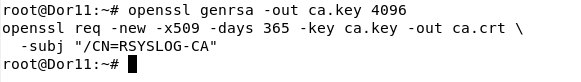 root@Dor11:~# openssl genrsa -out ca.key 4096
openssl req -new -x509 -days 365 -key ca.key -out ca.crt \
  -subj "/CN=RSYSLOG-CA"
root@Dor11:~#